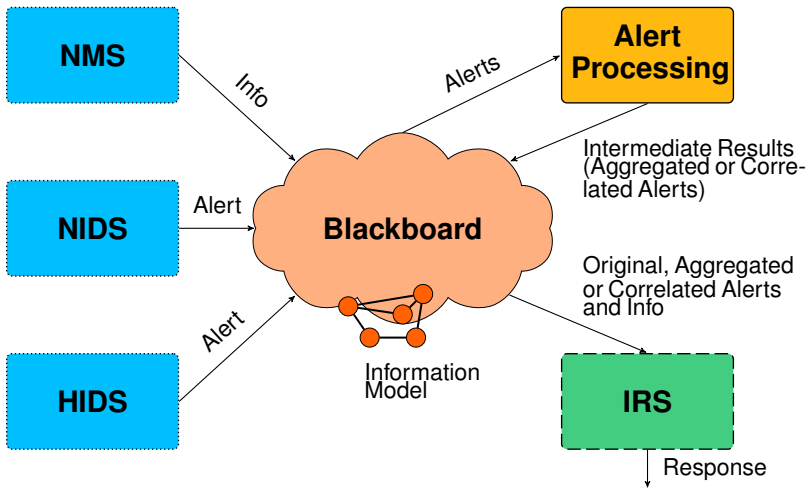 NMS
Info
Alerts
Alert
Processing
Intermediate Results
(Aggregated or Corre-
lated Alerts)
NIDS
Alert
Blackboard
Original, Aggregated
or Correlated Alerts
and Info
HIDS
Alert
Information
Model
IRS
Response